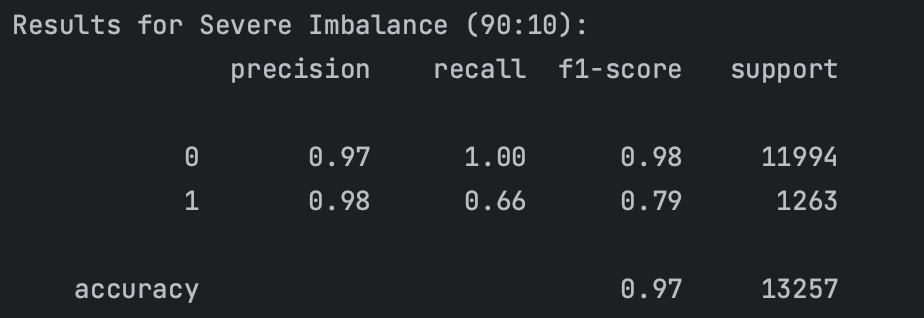 Results for Severe Imbalance (90:10):
precision recall f1-score support
0 0.97 1.00 0.98 11994
1 0.98 0.66 0.79 1263
accuracy 0.97 13257